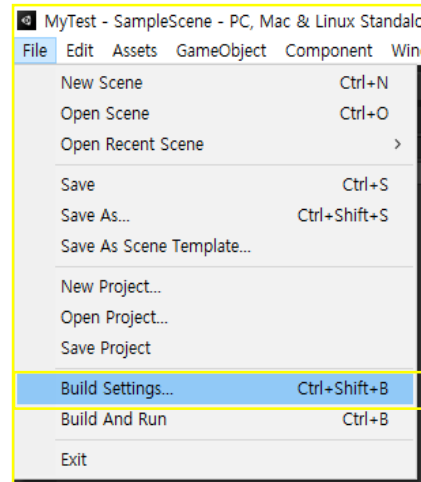 MyTest - SampleScene - PC, Mac & Linux Standalo
File Edit Assets GameObject Component Win
New Scene Ctrl+N
Open Scene Ctrl+O
Open Recent Scene >
Save Ctrl+S
Save As... Ctrl+Shift+S
Save As Scene Template...
New Project...
Open Project...
Save Project
Build Settings... Ctrl+Shift+B
Build And Run Ctrl+B
Exit